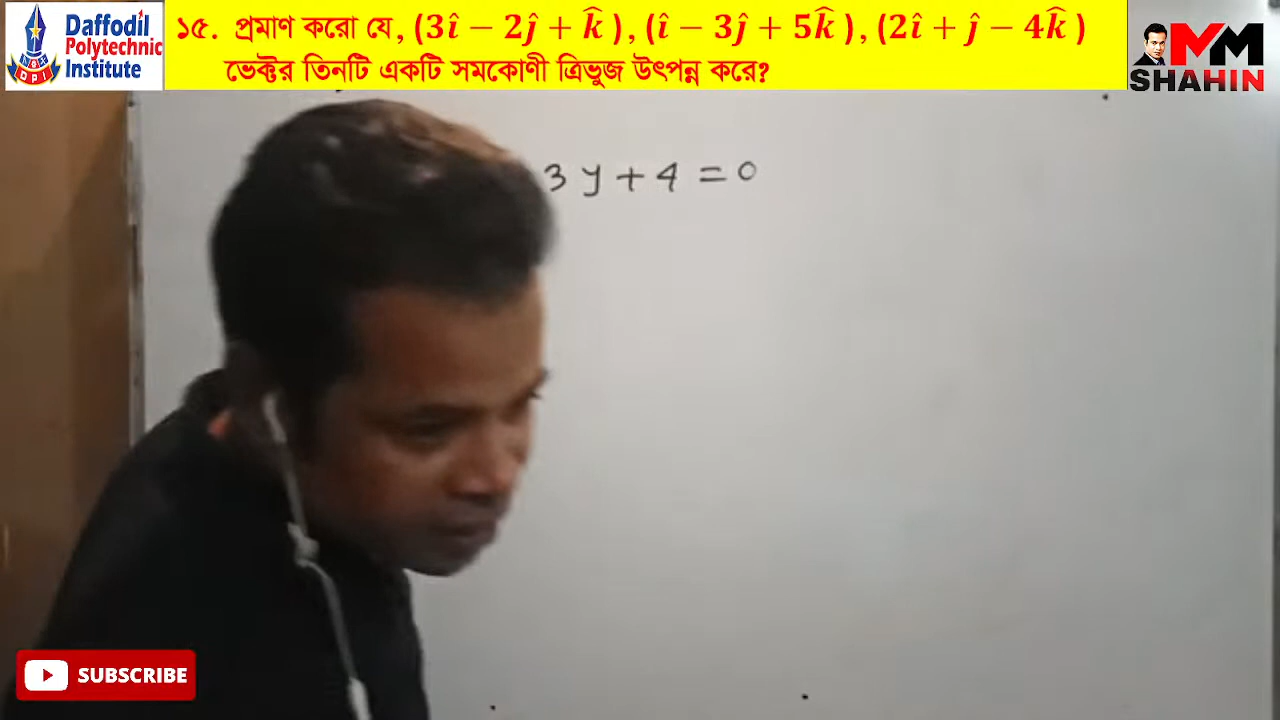 Daffodil
Polytechnic
Institute
DPI
১৫. প্রমাণ করো যে, (3î − 2ĵ + k̂ ), (î − 3ĵ + 5k̂ ), (2î + ĵ − 4k̂ )
ভেক্টর তিনটি একটি সমকোণী ত্রিভুজ উৎপন্ন করে?
MM
SHAHIN
3y+4=0
SUBSCRIBE